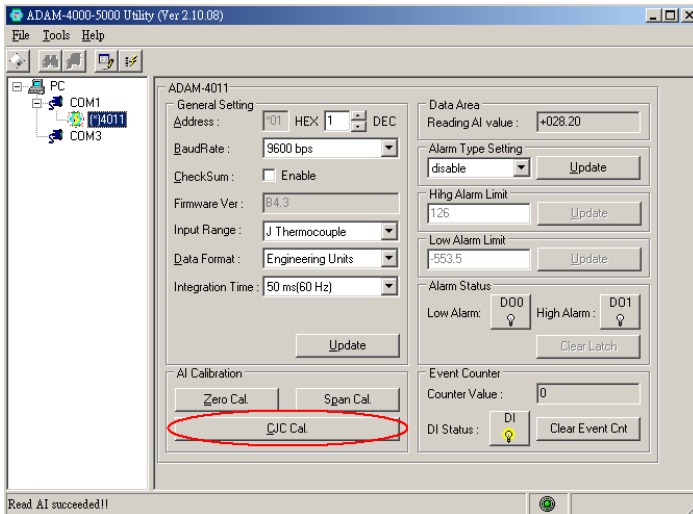 ADAM-4000-5000 Utility (Ver 2.10.08)
File Tools Help
PC
COM1
(*)4011
COM3
ADAM-4011
General Setting
Address : *01 HEX 1 DEC
BaudRate : 9600 bps
CheckSum : Enable
Firmware Ver : B4.3
Input Range : J Thermocouple
Data Format : Engineering Units
Integration Time : 50 ms(60 Hz)
Update
AI Calibration
Zero Cal. Span Cal.
CJC Cal.
Data Area
Reading AI value : +028.20
Alarm Type Setting
disable Update
Hihg Alarm Limit
126 Update
Low Alarm Limit
-553.5 Update
Alarm Status
Low Alarm: DO0 High Alarm : DO1
Clear Latch
Event Counter
Counter Value : 0
DI Status : DI Clear Event Cnt
Read AI succeeded!!